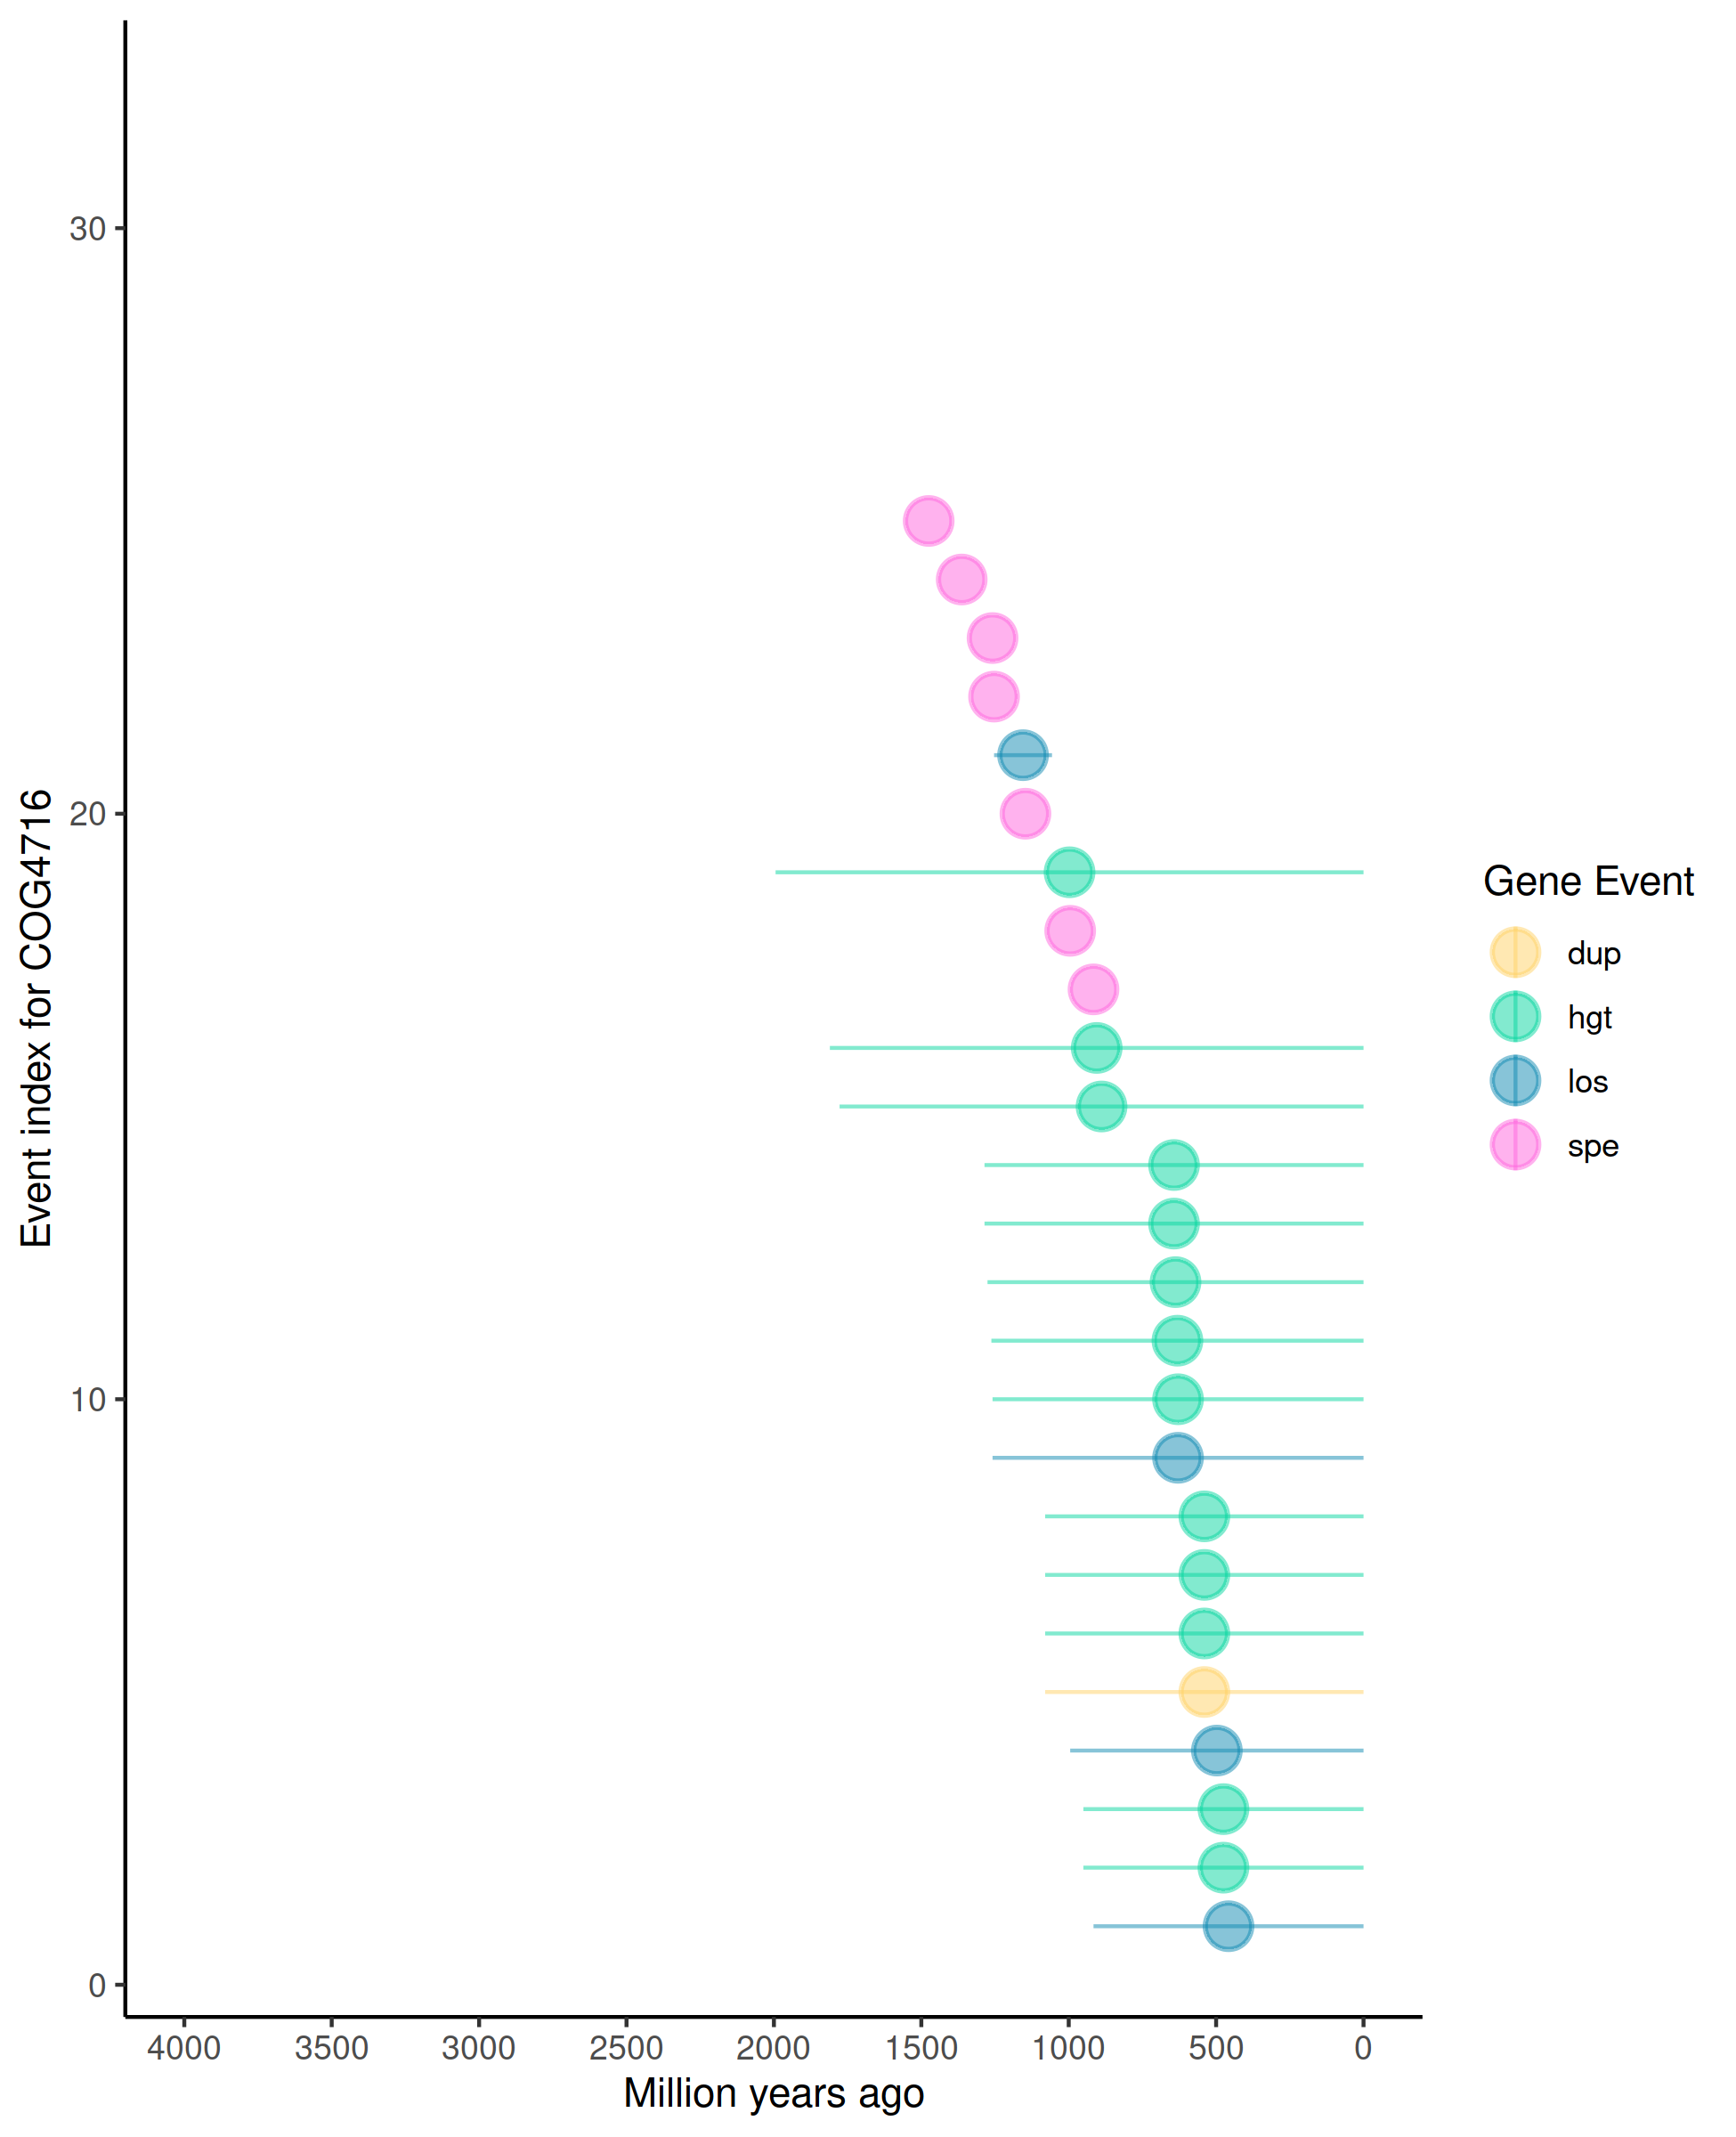 Event index for COG4716
30
20
10
0
4000 3500 3000 2500 2000 1500 1000 500 0
Million years ago
Gene Event
dup
hgt
los
spe